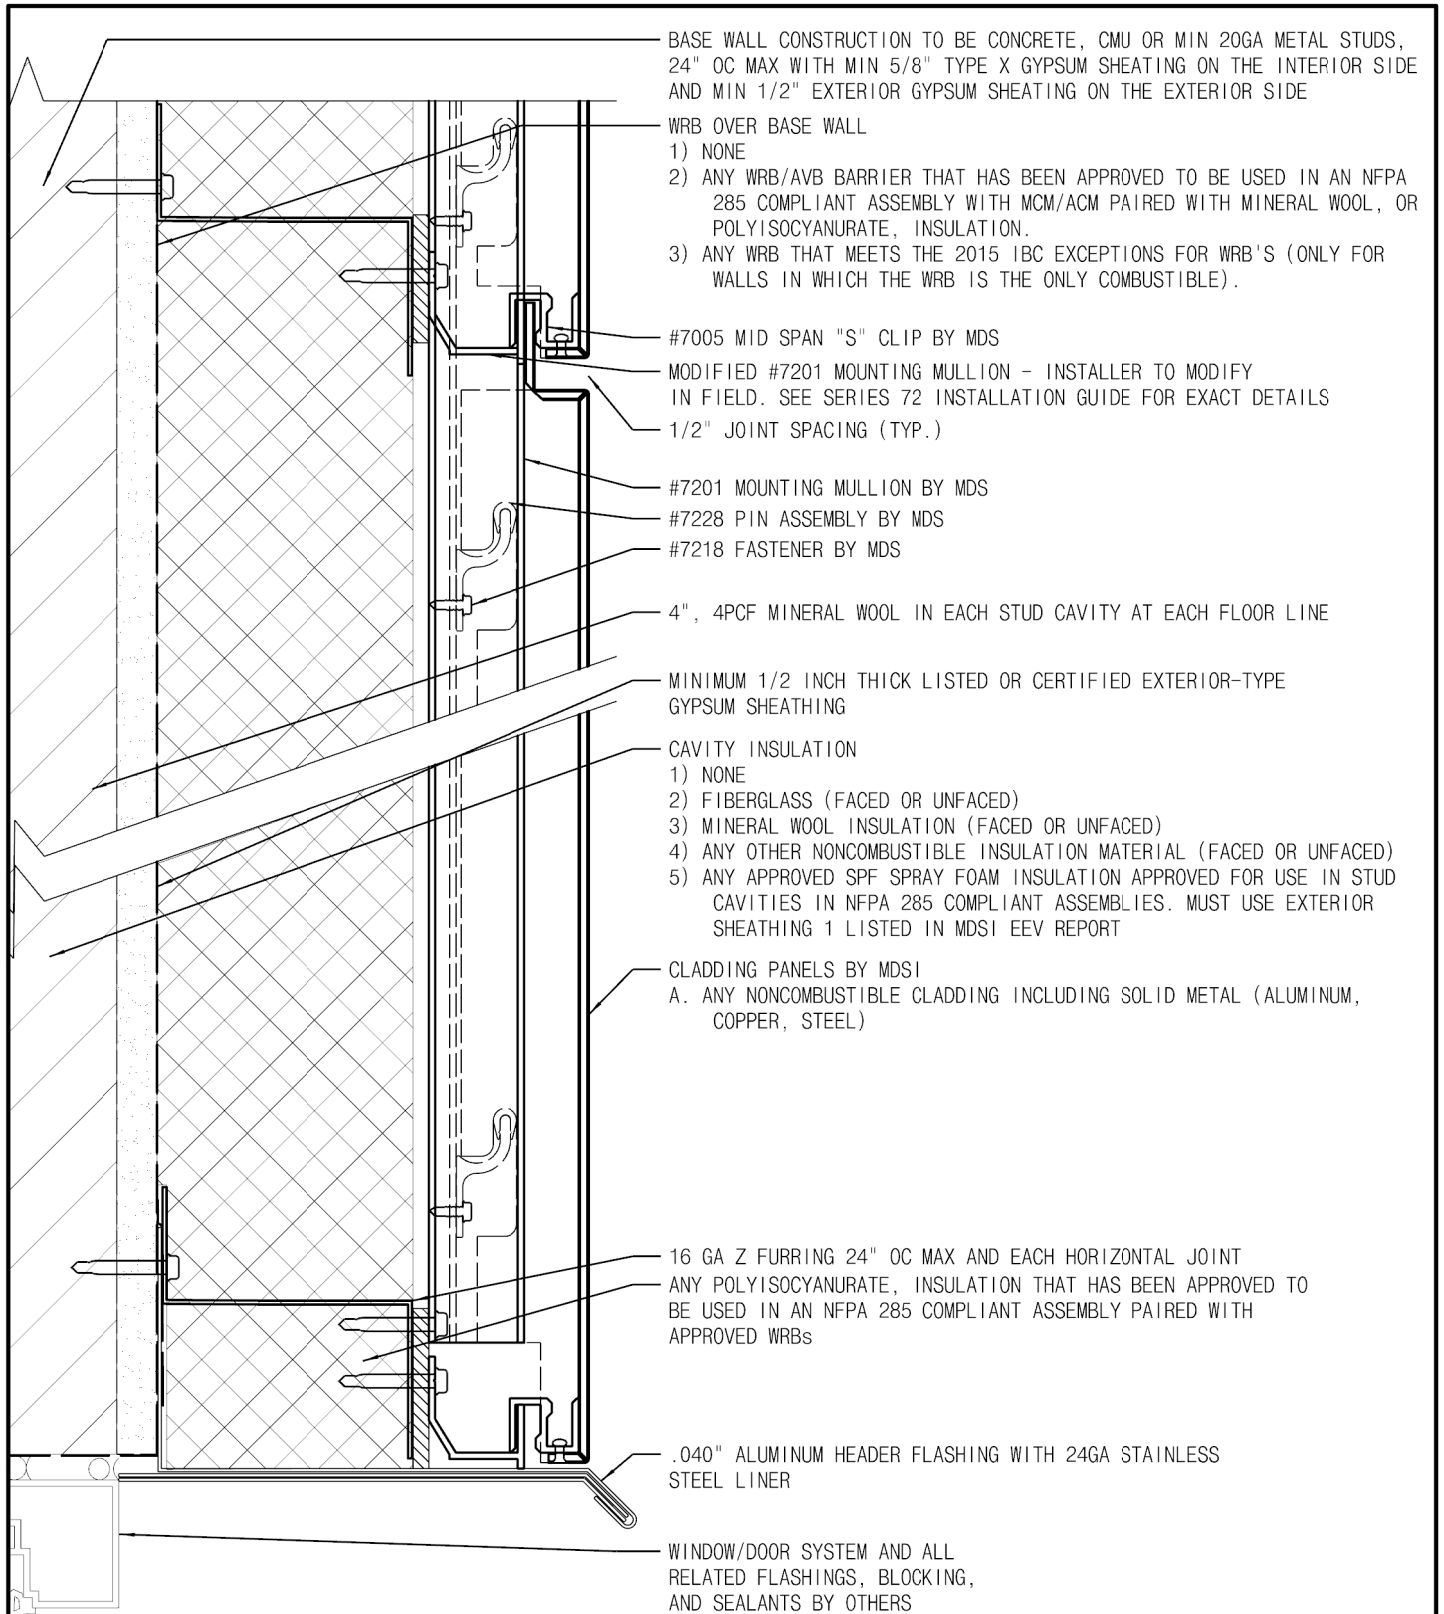 BASE WALL CONSTRUCTION TO BE CONCRETE, CMU OR MIN 20GA METAL STUDS,
24" OC MAX WITH MIN 5/8" TYPE X GYPSUM SHEATING ON THE INTERIOR SIDE
AND MIN 1/2" EXTERIOR GYPSUM SHEATING ON THE EXTERIOR SIDE
WRB OVER BASE WALL
1) NONE
2) ANY WRB/AVB BARRIER THAT HAS BEEN APPROVED TO BE USED IN AN NFPA
285 COMPLIANT ASSEMBLY WITH MCM/ACM PAIRED WITH MINERAL WOOL, OR
POLYISOCYANURATE, INSULATION.
3) ANY WRB THAT MEETS THE 2015 IBC EXCEPTIONS FOR WRB'S (ONLY FOR
WALLS IN WHICH THE WRB IS THE ONLY COMBUSTIBLE).
#7005 MID SPAN "S" CLIP BY MDS
MODIFIED #7201 MOUNTING MULLION - INSTALLER TO MODIFY
IN FIELD. SEE SERIES 72 INSTALLATION GUIDE FOR EXACT DETAILS
1/2" JOINT SPACING (TYP.)
#7201 MOUNTING MULLION BY MDS
#7228 PIN ASSEMBLY BY MDS
#7218 FASTENER BY MDS
4", 4PCF MINERAL WOOL IN EACH STUD CAVITY AT EACH FLOOR LINE
MINIMUM 1/2 INCH THICK LISTED OR CERTIFIED EXTERIOR-TYPE
GYPSUM SHEATHING
CAVITY INSULATION
1) NONE
2) FIBERGLASS (FACED OR UNFACED)
3) MINERAL WOOL INSULATION (FACED OR UNFACED)
4) ANY OTHER NONCOMBUSTIBLE INSULATION MATERIAL (FACED OR UNFACED)
5) ANY APPROVED SPF SPRAY FOAM INSULATION APPROVED FOR USE IN STUD
CAVITIES IN NFPA 285 COMPLIANT ASSEMBLIES. MUST USE EXTERIOR
SHEATHING 1 LISTED IN MDSI EEV REPORT
CLADDING PANELS BY MDSI
A. ANY NONCOMBUSTIBLE CLADDING INCLUDING SOLID METAL (ALUMINUM,
COPPER, STEEL)
16 GA Z FURRING 24" OC MAX AND EACH HORIZONTAL JOINT
ANY POLYISOCYANURATE, INSULATION THAT HAS BEEN APPROVED TO
BE USED IN AN NFPA 285 COMPLIANT ASSEMBLY PAIRED WITH
APPROVED WRBs
.040" ALUMINUM HEADER FLASHING WITH 24GA STAINLESS
STEEL LINER
WINDOW/DOOR SYSTEM AND ALL
RELATED FLASHINGS, BLOCKING,
AND SEALANTS BY OTHERS